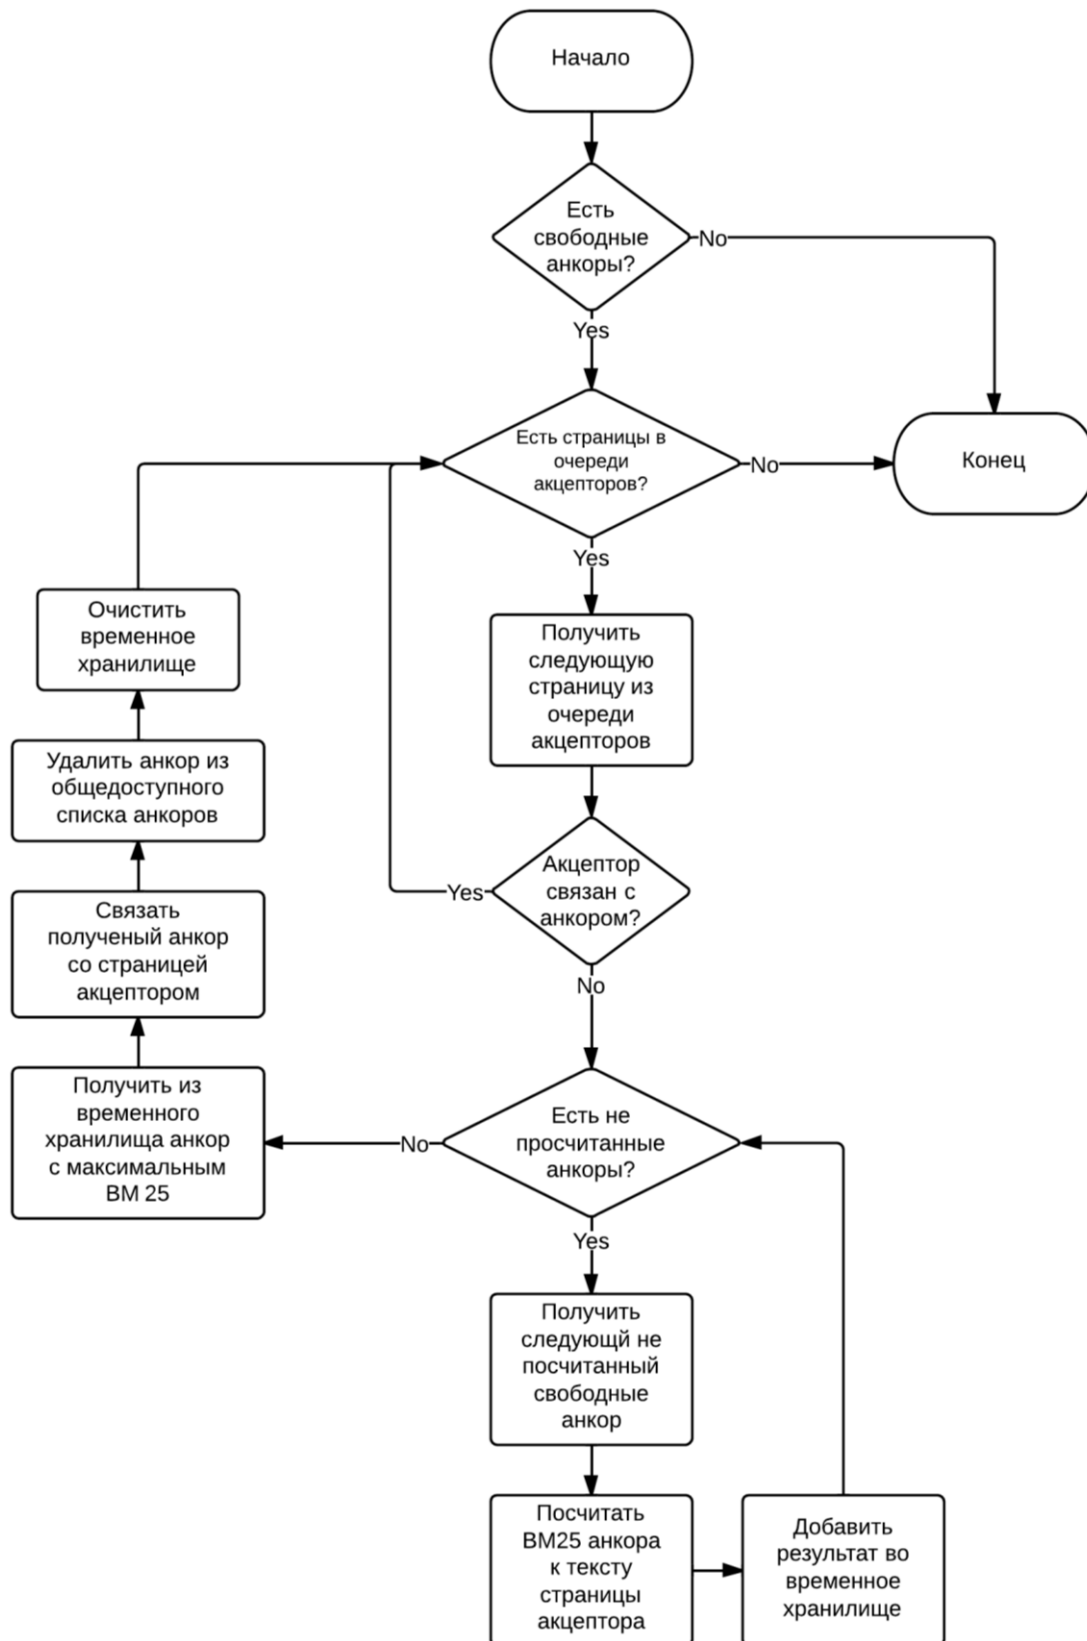 Начало
Есть
свободные
анкоры?
No
Yes
Есть страницы в
очереди
акцепторов?
No
Конец
Yes
Получить
следующую
страницу из
очереди
акцепторов
Очистить
временное
хранилище
Удалить анкор из
общедоступного
списка анкоров
Акцептор
связан с
анкором?
Yes
No
Связать
полученый анкор
со страницей
акцептором
Получить из
временного
хранилища анкор
с максимальным
BM 25
Есть не
просчитанные
анкоры?
No
Yes
Получить
следующй не
посчитанный
свободные
анкор
Посчитать
BM25 анкора
к тексту
страницы
акцептора
Добавить
результат во
временное
хранилище